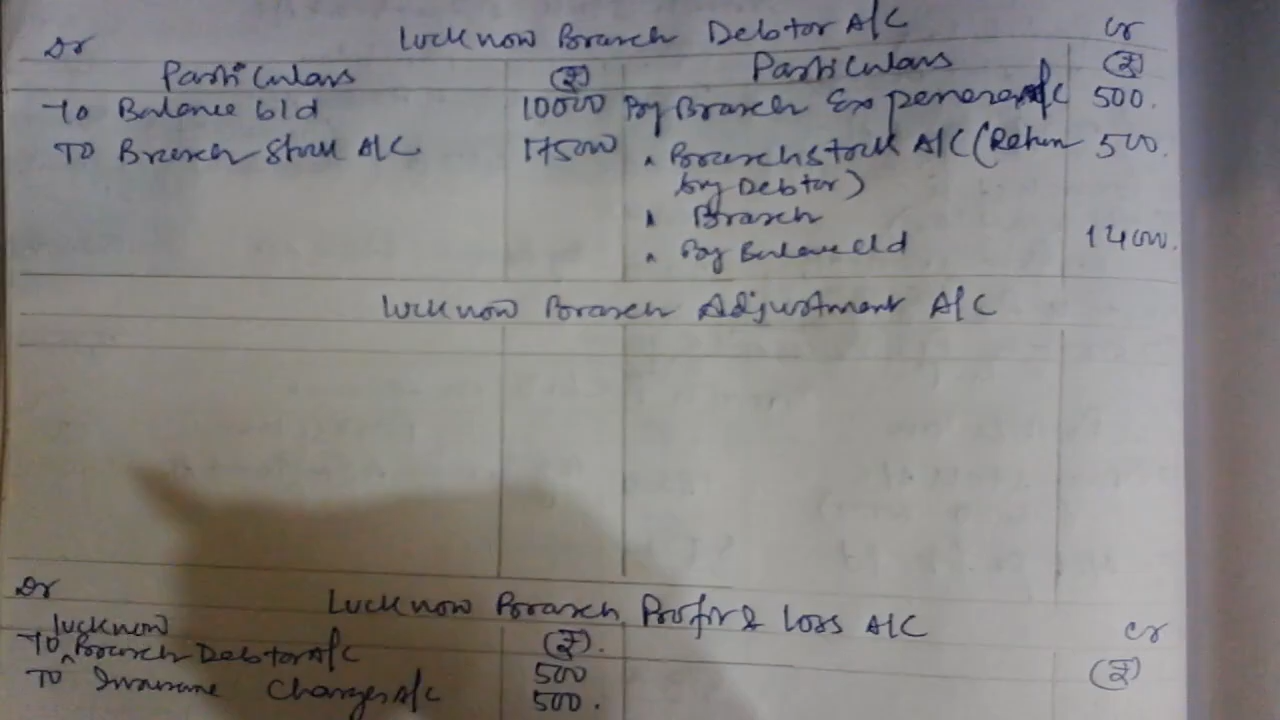 Dr Lucknow Branch Debtor A/C Cr
Particulars (₹) Particulars (₹)
To Balance b/d 10000 By Branch Expenses A/C 500.
To Branch Stock A/C 17500 " Branch stock A/C (Return 500.
by Debtor)
" Branch
" By Balance c/d 14000.
Lucknow Branch Adjustment A/C
Dr Lucknow Branch Profit & Loss A/C Cr
Lucknow
To Branch Debtor A/C (₹). (₹)
500
To Insurance Charges A/C 500.